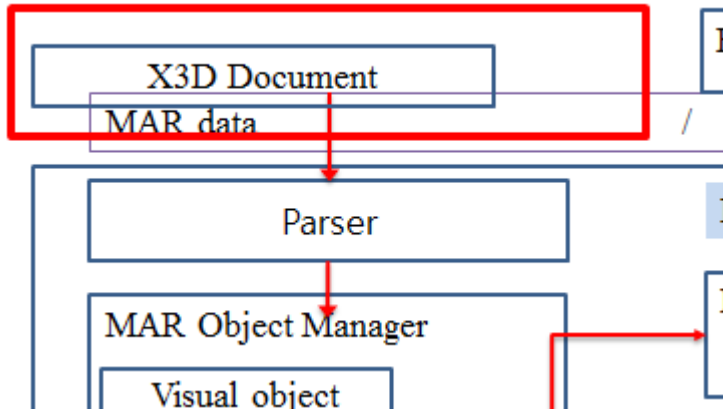 X3D Document
MAR data
/
Parser
MAR Object Manager
Visual object